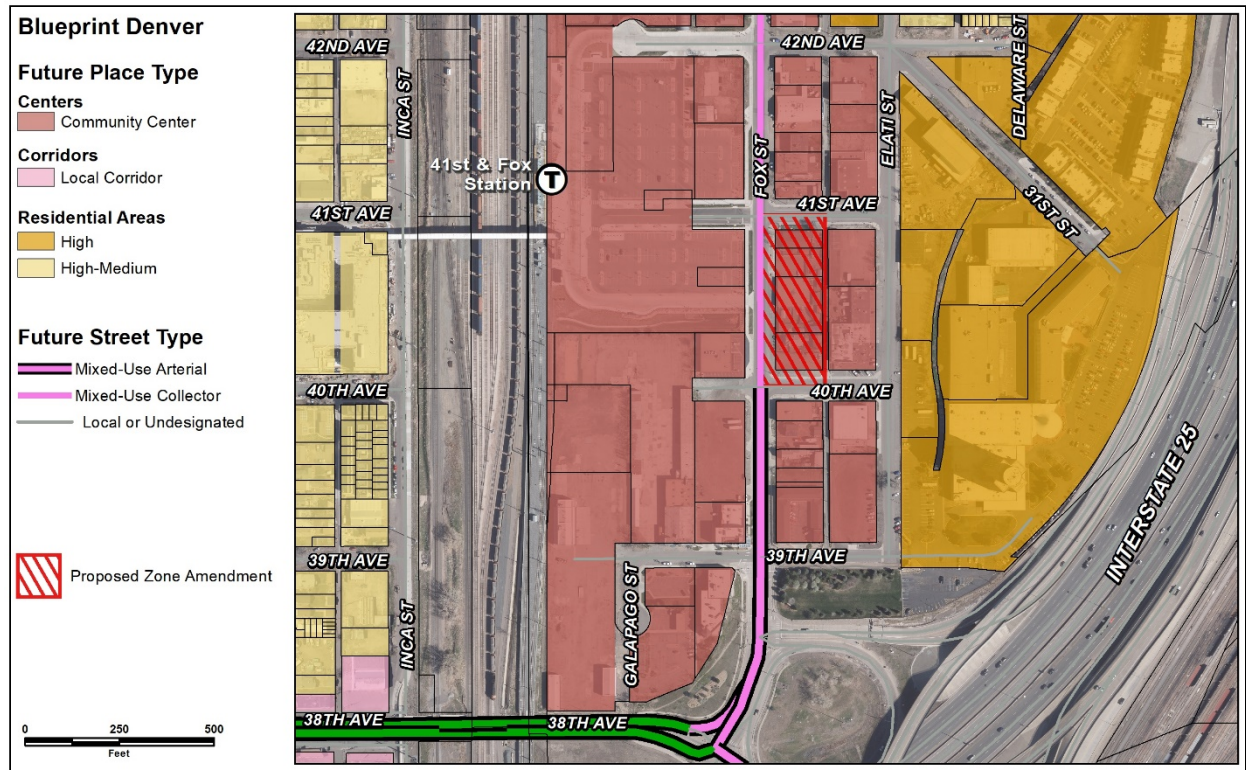 Blueprint Denver
Future Place Type
Centers
Community Center
Corridors
Local Corridor
Residential Areas
High
High-Medium
Future Street Type
Mixed-Use Arterial
Mixed-Use Collector
Local or Undesignated
Proposed Zone Amendment
0 250 500
Feet
42ND AVE
42ND AVE
INCA ST
FOX ST
ELATI ST
DELAWARE ST
41st & Fox
Station
T
41ST AVE
41ST AVE
31ST ST
40TH AVE
40TH AVE
39TH AVE
39TH AVE
INTERSTATE 25
INCA ST
GALAPAGO ST
38TH AVE
38TH AVE